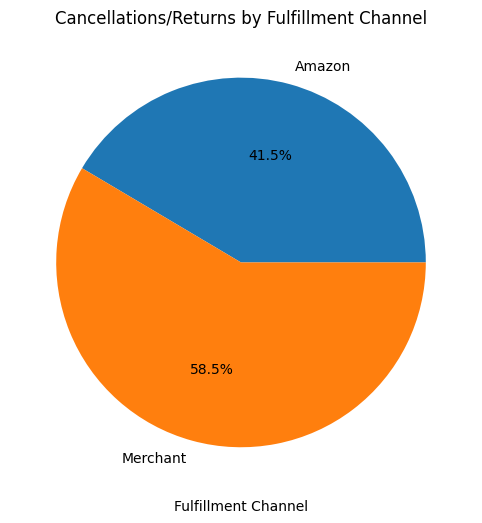 Cancellations/Returns by Fulfillment Channel
Amazon
41.5%
58.5%
Merchant
Fulfillment Channel